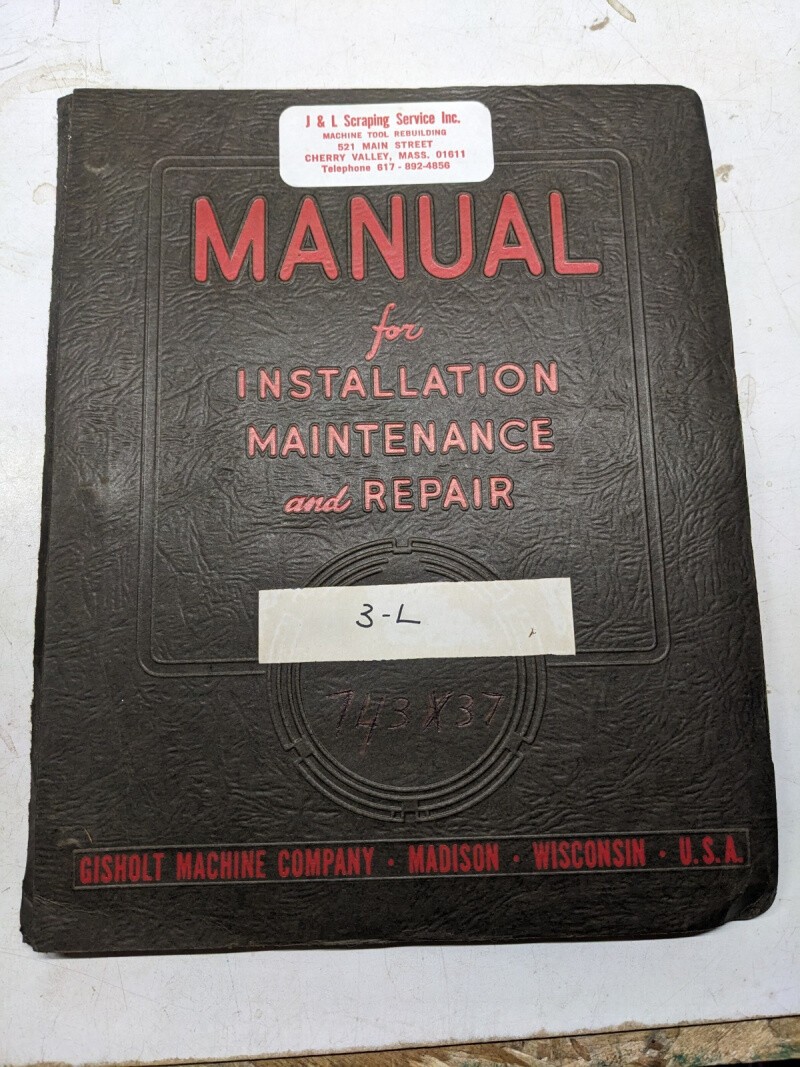 J & L Scraping Service Inc.
MACHINE TOOL REBUILDING
521 MAIN STREET
CHERRY VALLEY, MASS. 01611
Telephone 617 - 892-4856
MANUAL
for
INSTALLATION
MAINTENANCE
and REPAIR
3-L
GISHOLT MACHINE COMPANY · MADISON · WISCONSIN · U.S.A.